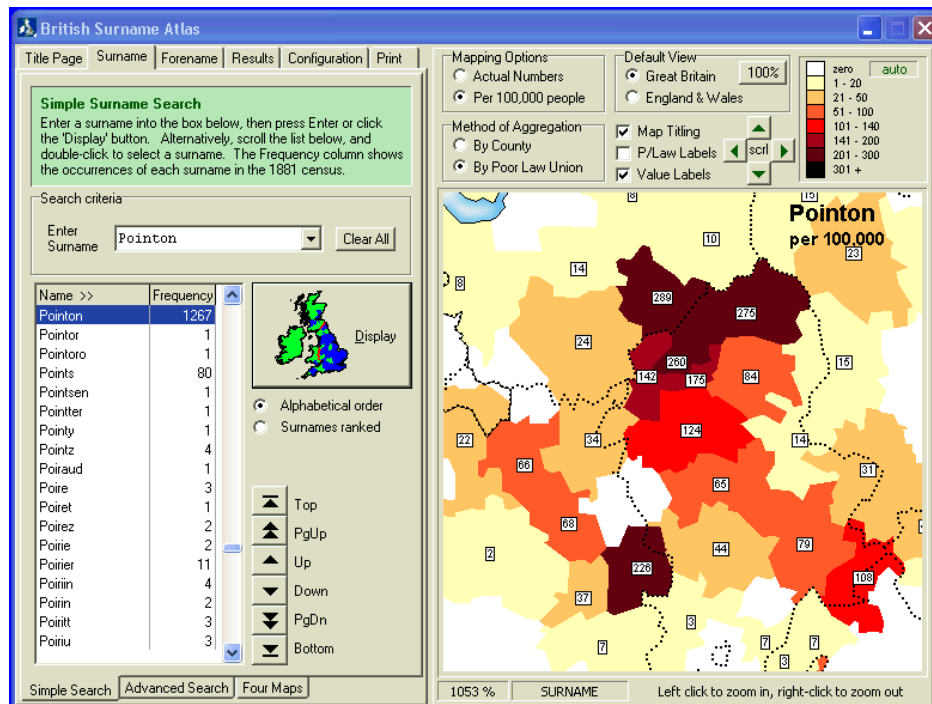 British Surname Atlas
Title Page Surname Forename Results Configuration Print
Simple Surname Search
Enter a surname into the box below, then press Enter or click
the 'Display' button. Alternatively, scroll the list below, and
double-click to select a surname. The Frequency column shows
the occurrences of each surname in the 1881 census.
Search criteria
Enter
Surname
Pointon
Clear All
Name >> Frequency
Pointon 1267
Pointor 1
Pointoro 1
Points 80
Pointsen 1
Pointter 1
Pointy 1
Pointz 4
Poiraud 1
Poire 3
Poiret 1
Poirez 2
Poirie 2
Poirier 11
Poiriin 4
Poirin 2
Poiritt 3
Poiriu 3
Display
Alphabetical order
Surnames ranked
Top
PgUp
Up
Down
PgDn
Bottom
Simple Search Advanced Search Four Maps
Mapping Options
Actual Numbers
Per 100,000 people
Method of Aggregation
By County
By Poor Law Union
Default View
Great Britain
100%
England & Wales
Map Titling
P/Law Labels
Value Labels
scrl
zero auto
1 - 20
21 - 50
51 - 100
101 - 140
141 - 200
201 - 300
301 +
Pointon
per 100,000
8
15
10
23
14
8
289
275
24
15
260
142
175
84
124
22
34
14
66
31
65
68
79
2
44
226
108
37
3
7
7
7
3
1053 % SURNAME Left click to zoom in, right-click to zoom out